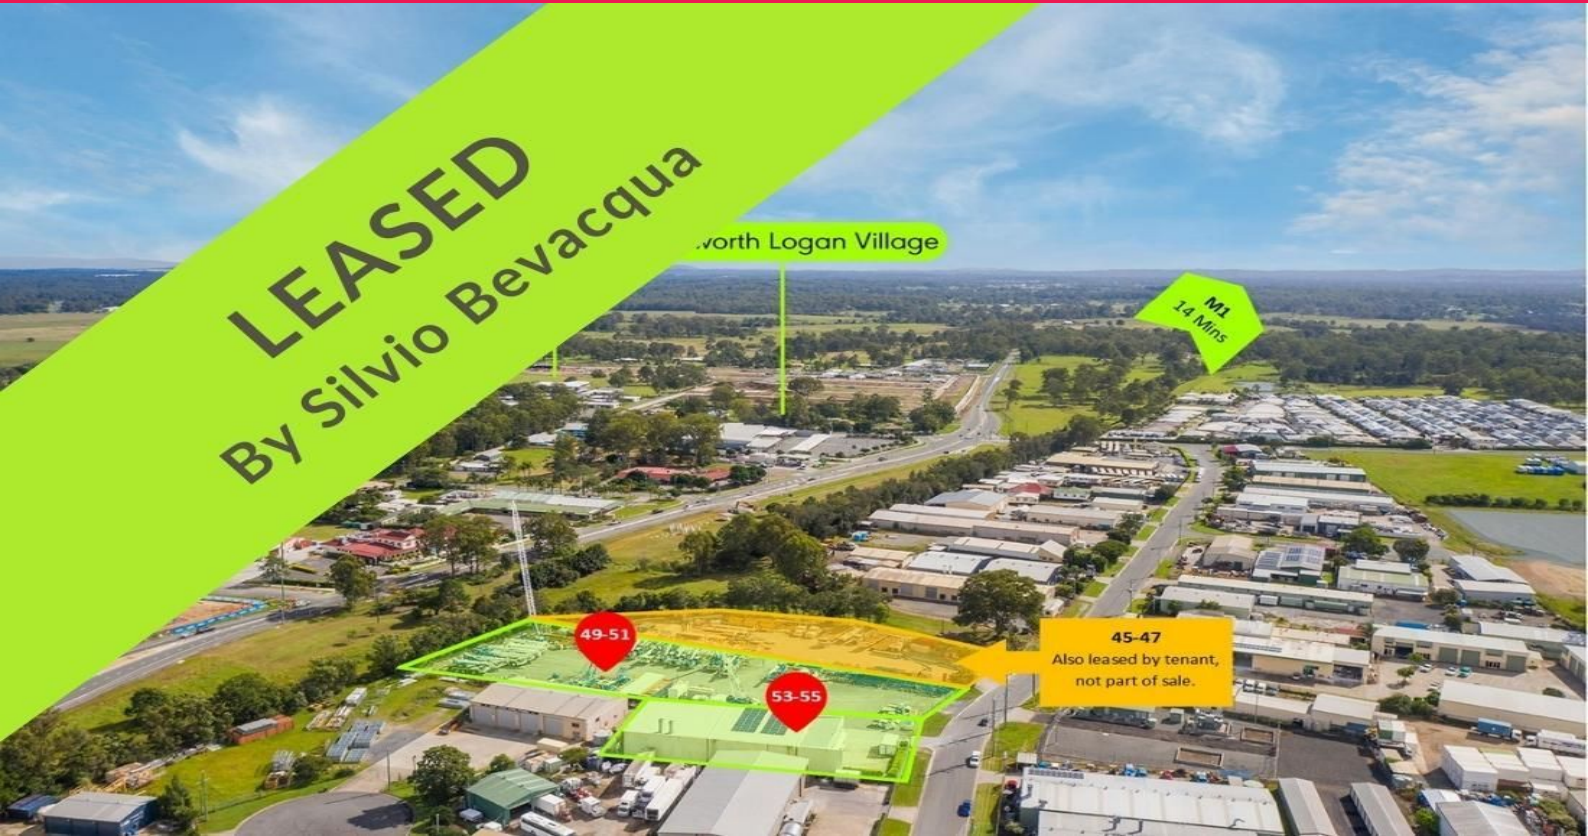 LEASED
By Silvio Bevacqua
Logan Village
M1
14 Mins
49-51
53-55
45-47
Also leased by tenant,
not part of sale.